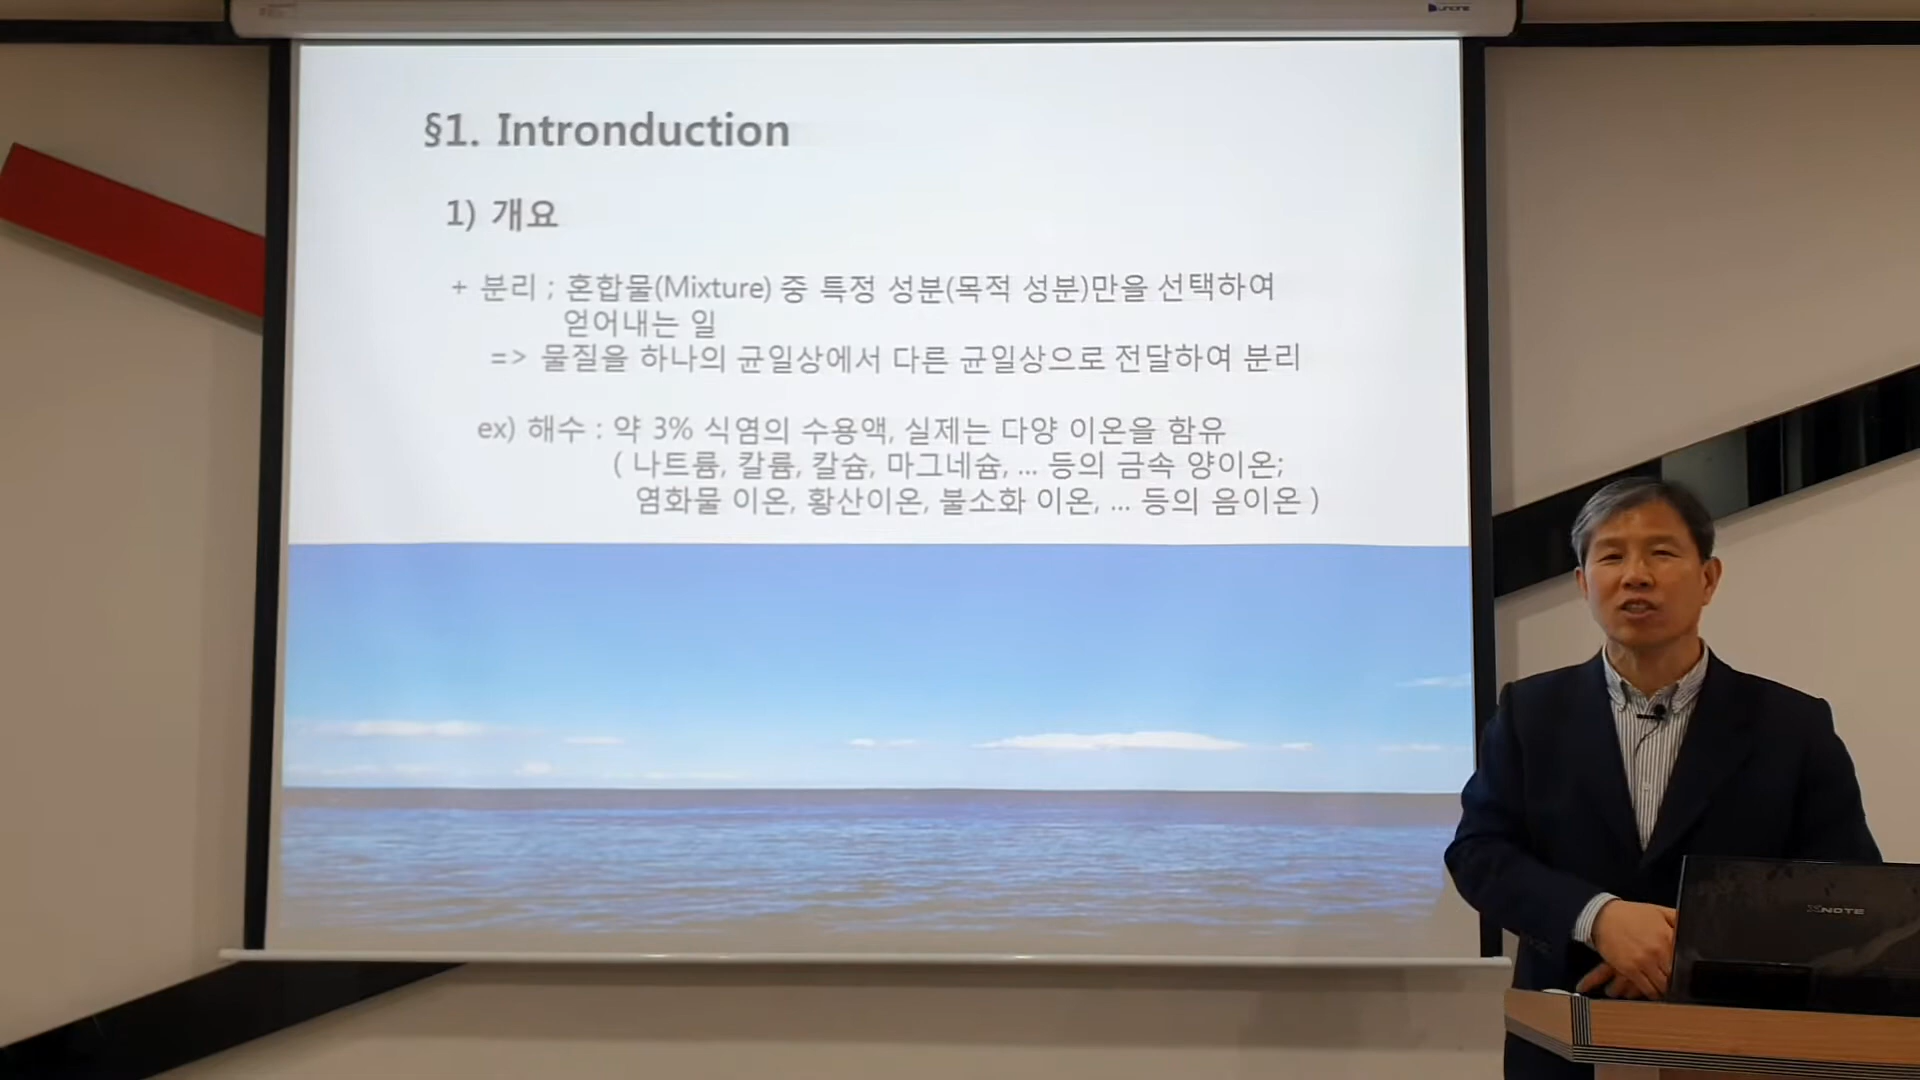 §1. Intronduction
1) 개요
+ 분리 ; 혼합물(Mixture) 중 특정 성분(목적 성분)만을 선택하여
얻어내는 일
=> 물질을 하나의 균일상에서 다른 균일상으로 전달하여 분리
ex) 해수 : 약 3% 식염의 수용액, 실제는 다양 이온을 함유
( 나트륨, 칼륨, 칼슘, 마그네슘, ... 등의 금속 양이온;
염화물 이온, 황산이온, 불소화 이온, ... 등의 음이온 )
XNOTE